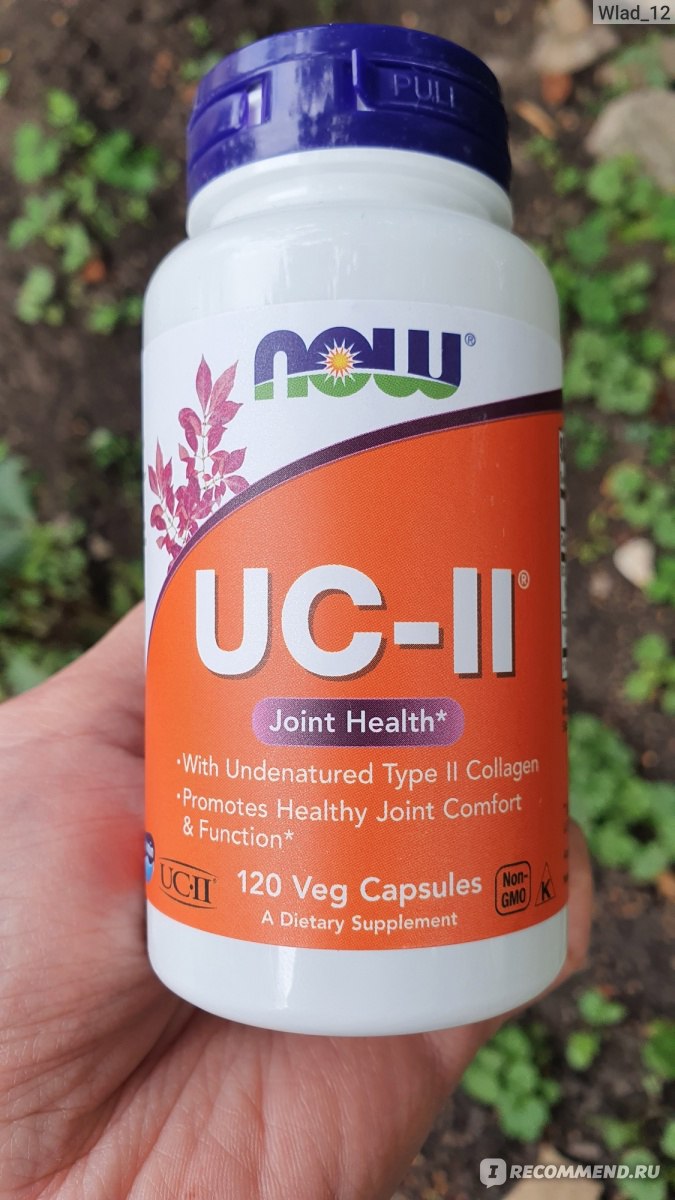 Wlad_12
PULL
NOW®
UC-II®
Joint Health*
•With Undenatured Type II Collagen
•Promotes Healthy Joint Comfort
& Function*
UC·II®
120 Veg Capsules
A Dietary Supplement
Non-
GMO
K
IRECOMMEND.RU